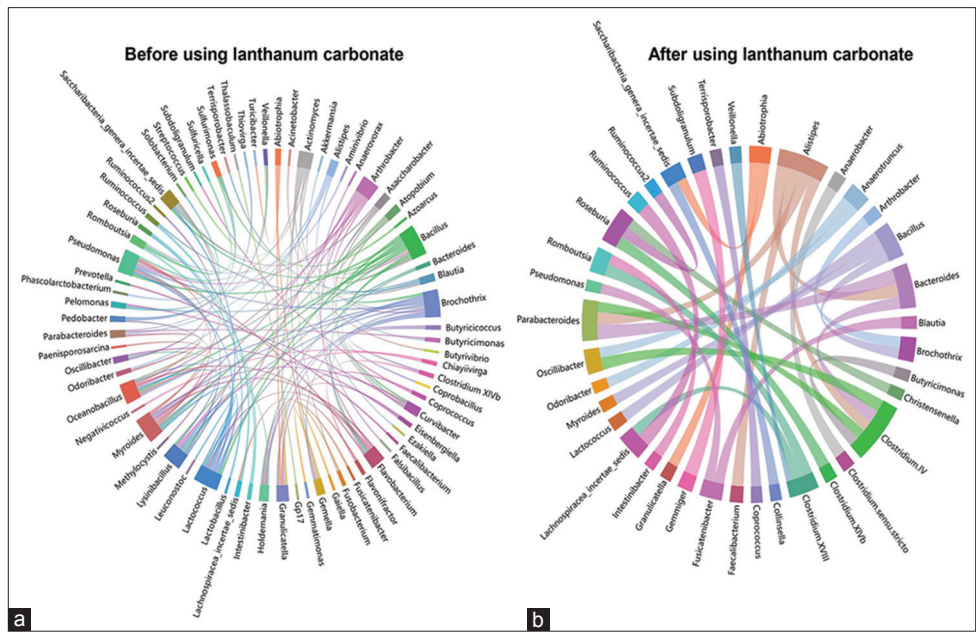 Before using lanthanum carbonate
Saccharibacteria_genera_incertae_sedis
Solobacterium
Streptococcus
Subdoligranulum
Sulfuricella
Sulfurimonas
Terrisporobacter
Thalassobaculum
Thiovirga
Turicibacter
Veillonella
Abiotrophia
Acinetobacter
Actinomyces
Akkermansia
Alistipes
Aminivibrio
Anaerovorax
Arthrobacter
Asaccharobacter
Atopobium
Azoarcus
Bacillus
Bacteroides
Blautia
Brochothrix
Butyricicoccus
Butyricimonas
Butyrivibrio
Chiayiivirga
Clostridium XIVb
Coprobacillus
Coprococcus
Curvibacter
Eisenbergiella
Ezakiella
Faecalibacterium
Falsibacillus
Flavobacterium
Flavonifractor
Fusicatenibacter
Fusobacterium
Gaiella
Gemella
Gemmatimonas
Gp17
Granulicatella
Holdemania
Intestinibacter
Lachnospiracea_incertae_sedis
Lactobacillus
Lactococcus
Leuconostoc
Lysinibacillus
Methylocystis
Myroides
Negativicoccus
Oceanobacillus
Odoribacter
Oscillibacter
Paenisporosarcina
Parabacteroides
Pedobacter
Pelomonas
Phascolarctobacterium
Prevotella
Pseudomonas
Romboutsia
Roseburia
Ruminococcus
Ruminococcus2
a
After using lanthanum carbonate
Saccharibacteria_genera_incertae_sedis
Subdoligranulum
Terrisporobacter
Veillonella
Abiotrophia
Alistipes
Anaerobacter
Anaerotruncus
Arthrobacter
Bacillus
Bacteroides
Blautia
Brochothrix
Butyricimonas
Christensenella
Clostridium.IV
Clostridium.sensu.stricto
Clostridium.XIVb
Clostridium.XVIII
Collinsella
Coprococcus
Faecalibacterium
Fusicatenibacter
Gemmiger
Granulicatella
Intestinibacter
Lachnospiracea_incertae_sedis
Lactococcus
Myroides
Odoribacter
Oscillibacter
Parabacteroides
Pseudomonas
Romboutsia
Roseburia
Ruminococcus
Ruminococcus2
b